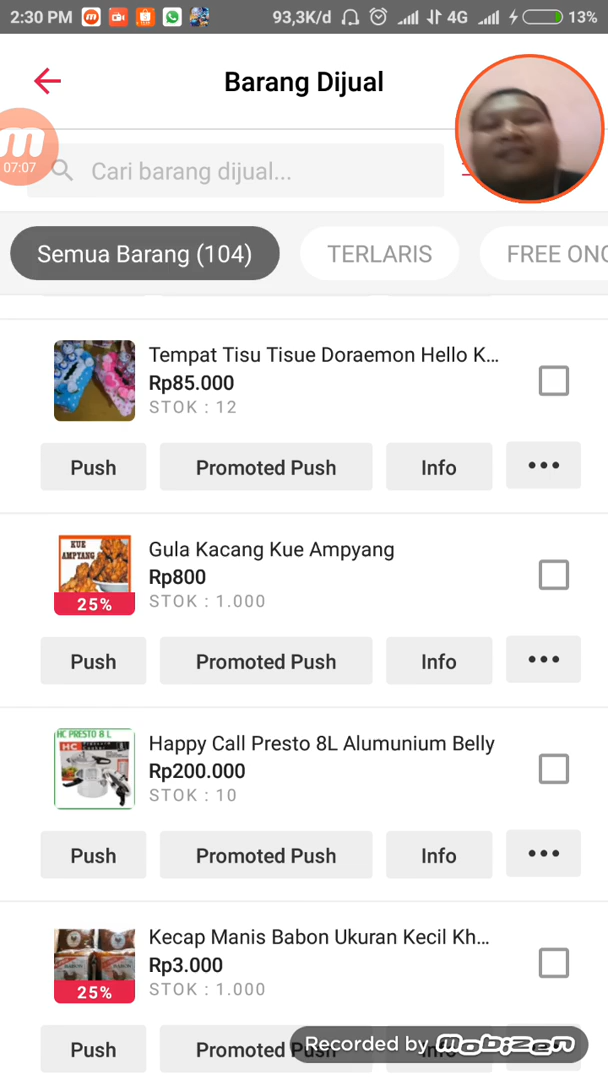 2:30 PM 93,3K/d 4G 13%
Barang Dijual
m
07:07
Cari barang dijual...
Semua Barang (104) TERLARIS FREE ONG
Tempat Tisu Tisue Doraemon Hello K...
Rp85.000
STOK : 12
Push Promoted Push Info
KUE
AMPYANG
25%
Gula Kacang Kue Ampyang
Rp800
STOK : 1.000
Push Promoted Push Info
HC PRESTO 8 L
HC
Happy Call Presto 8L Alumunium Belly
Rp200.000
STOK : 10
Push Promoted Push Info
25%
Kecap Manis Babon Ukuran Kecil Kh...
Rp3.000
STOK : 1.000
Push Promoted Push Info
Recorded by mobizen